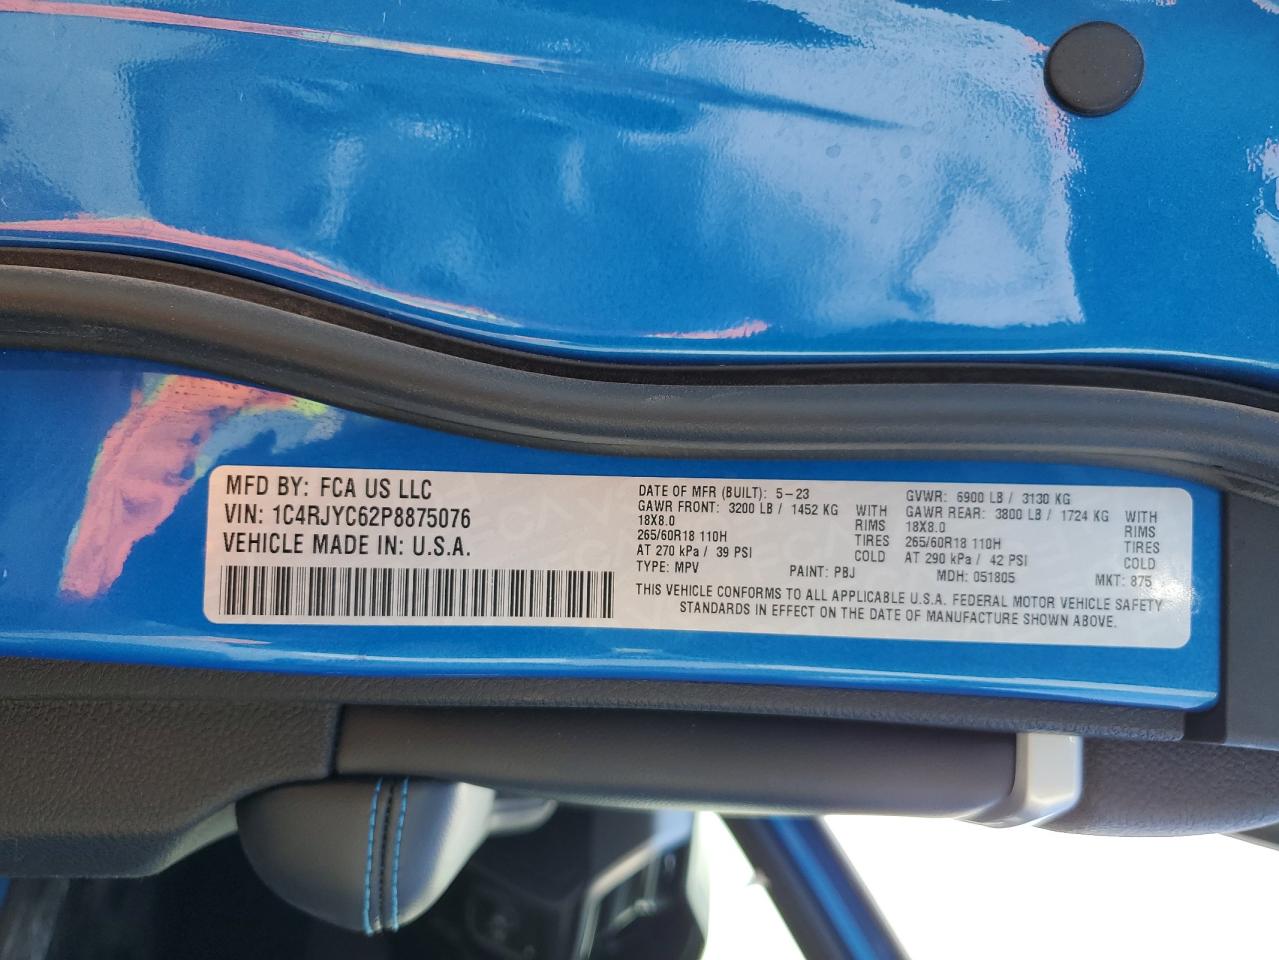 MFD BY: FCA US LLC
VIN: 1C4RJYC62P8875076
VEHICLE MADE IN: U.S.A.
DATE OF MFR (BUILT): 5-23 GVWR: 6900 LB / 3130 KG
GAWR FRONT: 3200 LB / 1452 KG WITH GAWR REAR: 3800 LB / 1724 KG WITH
18X8.0 RIMS 18X8.0 RIMS
265/60R18 110H TIRES 265/60R18 110H TIRES
AT 270 kPa / 39 PSI COLD AT 290 kPa / 42 PSI COLD
TYPE: MPV PAINT: PBJ MDH: 051805 MKT: 875
THIS VEHICLE CONFORMS TO ALL APPLICABLE U.S.A. FEDERAL MOTOR VEHICLE SAFETY
STANDARDS IN EFFECT ON THE DATE OF MANUFACTURE SHOWN ABOVE.